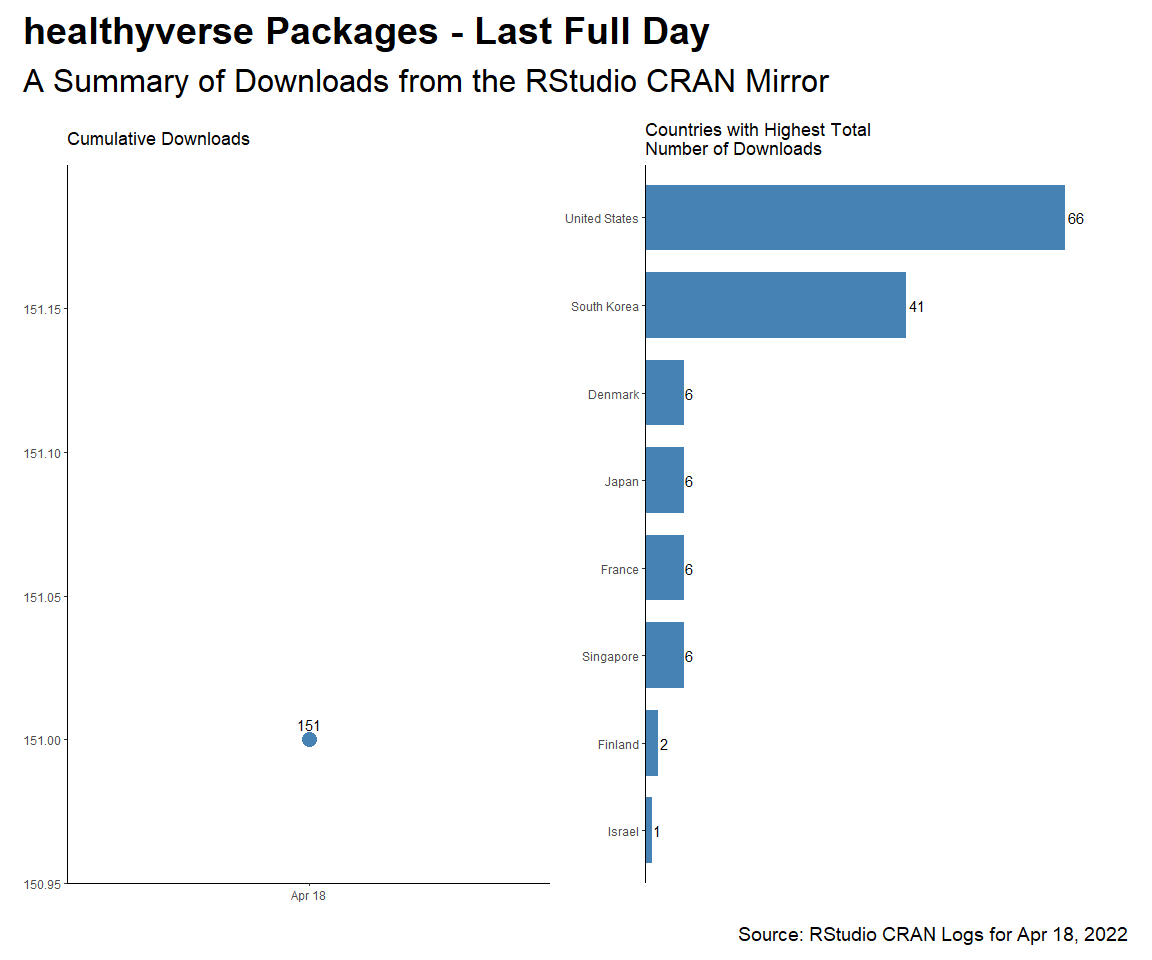 healthyverse Packages - Last Full Day
A Summary of Downloads from the RStudio CRAN Mirror
Cumulative Downloads
151.15
151.10
151.05
151.00
150.95
151
Apr 18
Countries with Highest Total
Number of Downloads
United States 66
South Korea 41
Denmark 6
Japan 6
France 6
Singapore 6
Finland 2
Israel 1
Source: RStudio CRAN Logs for Apr 18, 2022